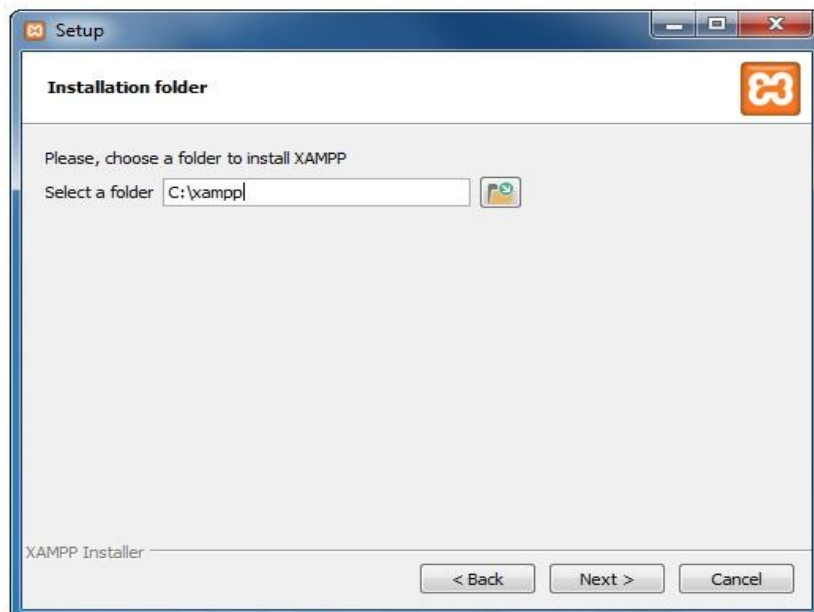 Setup
Installation folder
Please, choose a folder to install XAMPP
Select a folder C:\xampp
XAMPP Installer
< Back Next > Cancel